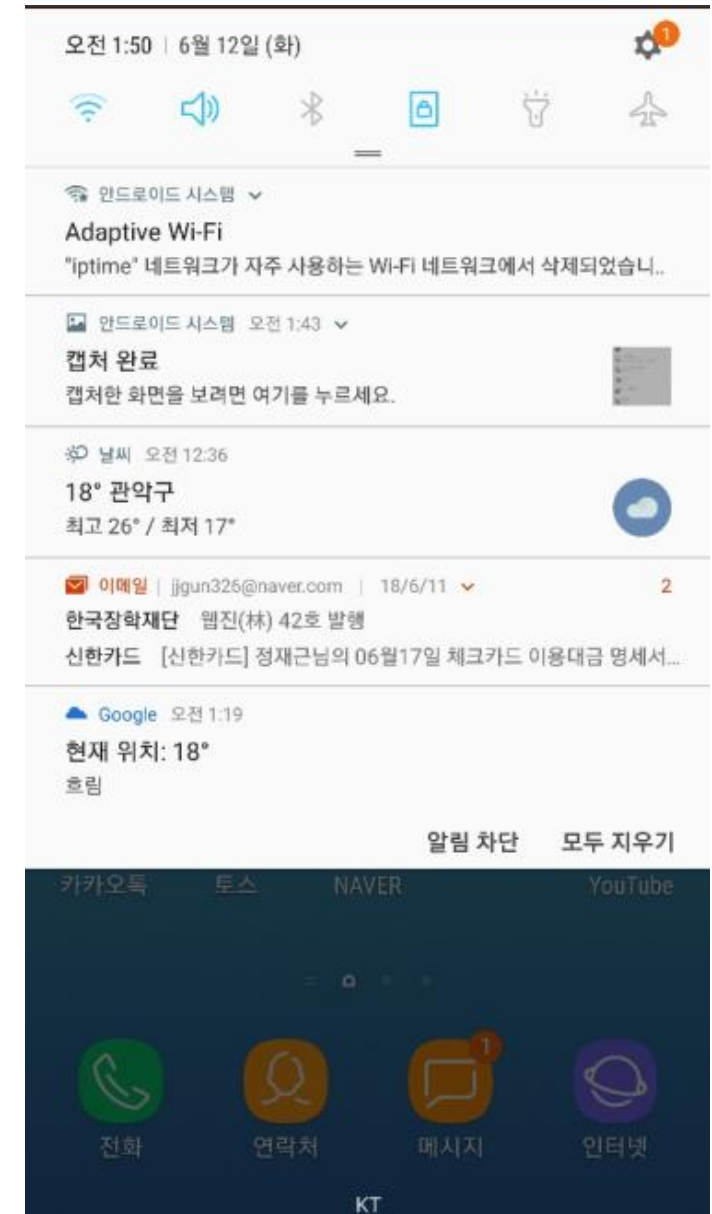 오전 1:50 | 6월 12일 (화)
1
안드로이드 시스템
Adaptive Wi-Fi
"iptime" 네트워크가 자주 사용하는 Wi-Fi 네트워크에서 삭제되었습니..
안드로이드 시스템 오전 1:43
캡처 완료
캡처한 화면을 보려면 여기를 누르세요.
날씨 오전 12:36
18° 관악구
최고 26° / 최저 17°
이메일 | jjgun326@naver.com | 18/6/11 2
한국장학재단 웹진(林) 42호 발행
신한카드 [신한카드] 정재근님의 06월17일 체크카드 이용대금 명세서...
Google 오전 1:19
현재 위치: 18°
흐림
알림 차단 모두 지우기
카카오톡 토스 NAVER YouTube
1
전화 연락처 메시지 인터넷
KT